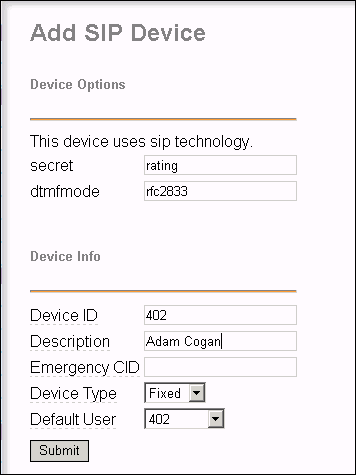 Add SIP Device
Device Options
This device uses sip technology.
secret rating
dtmfmode rfc2833
Device Info
Device ID 402
Description Adam Cogan
Emergency CID
Device Type Fixed
Default User 402
Submit